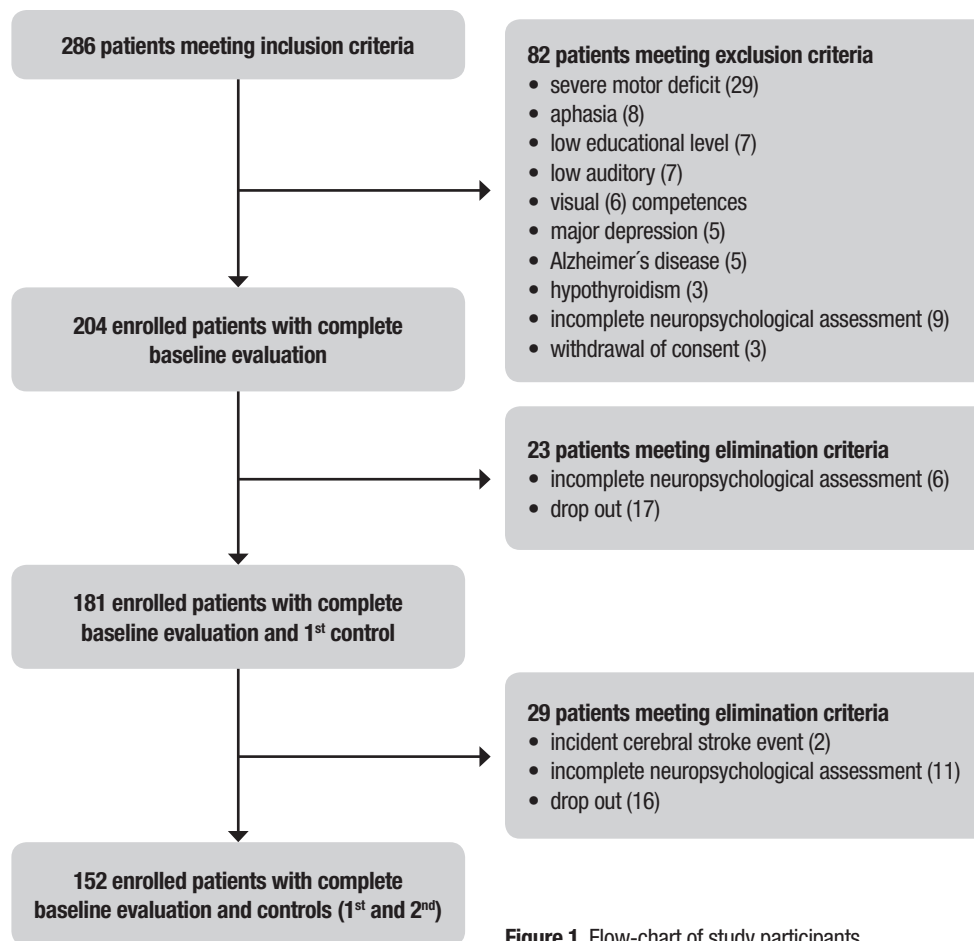 286 patients meeting inclusion criteria
82 patients meeting exclusion criteria
• severe motor deficit (29)
• aphasia (8)
• low educational level (7)
• low auditory (7)
• visual (6) competences
• major depression (5)
• Alzheimer´s disease (5)
• hypothyroidism (3)
• incomplete neuropsychological assessment (9)
• withdrawal of consent (3)
204 enrolled patients with complete
baseline evaluation
23 patients meeting elimination criteria
• incomplete neuropsychological assessment (6)
• drop out (17)
181 enrolled patients with complete
baseline evaluation and 1st control
29 patients meeting elimination criteria
• incident cerebral stroke event (2)
• incomplete neuropsychological assessment (11)
• drop out (16)
152 enrolled patients with complete
baseline evaluation and controls (1st and 2nd)
Figure 1. Flow-chart of study participants